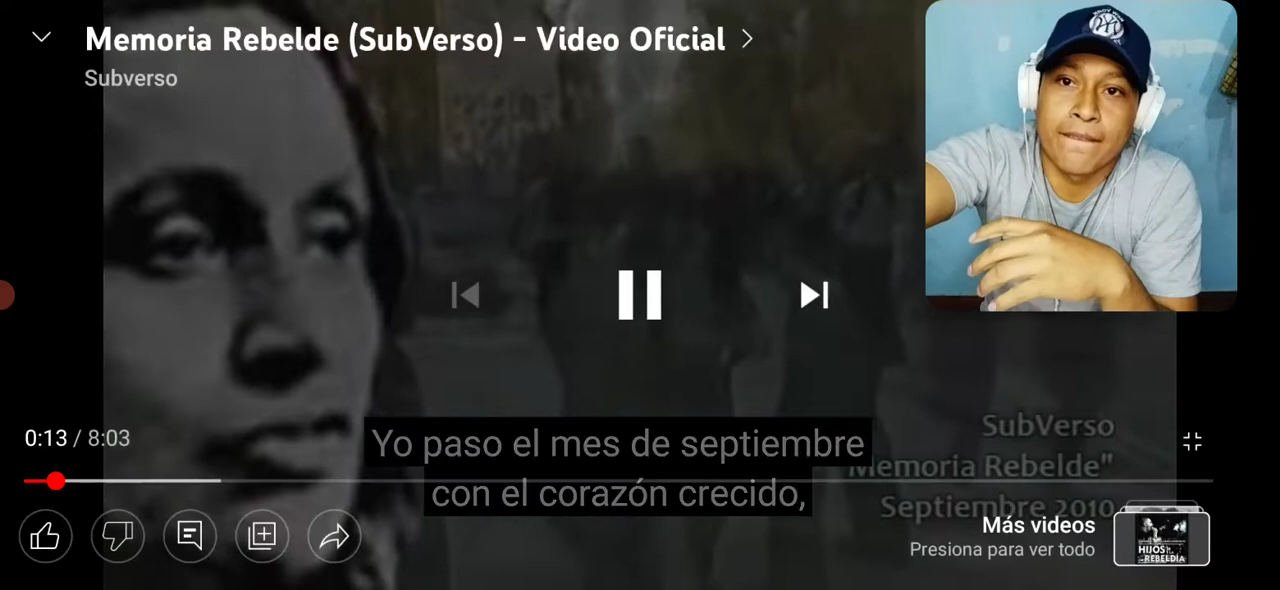 Memoria Rebelde (SubVerso) - Video Oficial
Subverso
0:13 / 8:03
Yo paso el mes de septiembre
con el corazón crecido,
SubVerso
Memoria Rebelde"
Septiembre 2010
Más videos
Presiona para ver todo
HIJOS
REBELDIA